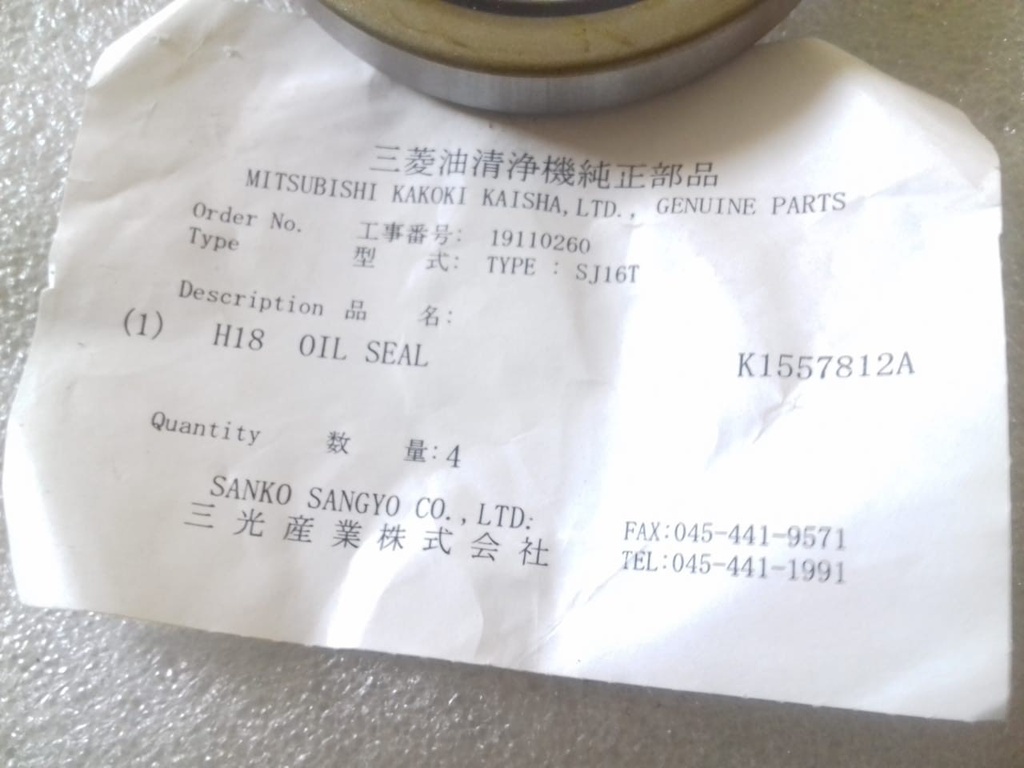 三菱油清浄機純正部品
MITSUBISHI KAKOKI KAISHA,LTD., GENUINE PARTS
Order No. 工事番号: 19110260
Type 型 式: TYPE : SJ16T
Description 品 名:
(1) H18 OIL SEAL K1557812A
Quantity 数 量:4
SANKO SANGYO CO.,LTD.
三光産業株式会社
FAX:045-441-9571
TEL:045-441-1991